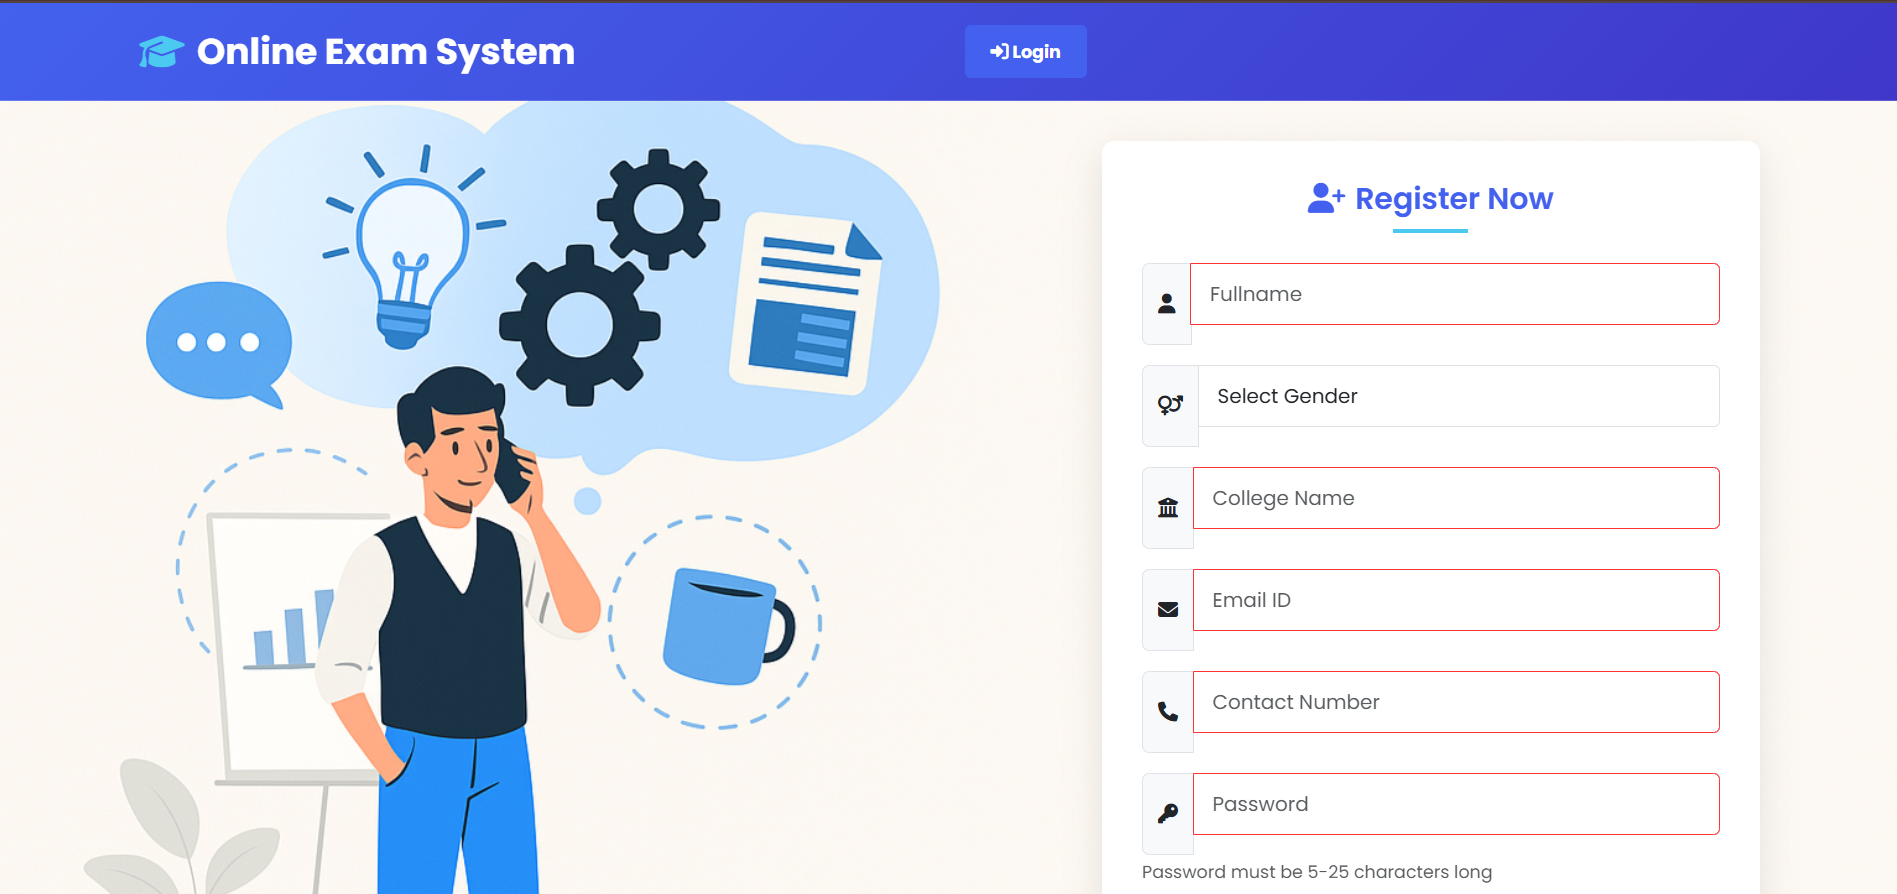 Online Exam System
Login
Register Now
Fullname
Select Gender
College Name
Email ID
Contact Number
Password
Password must be 5-25 characters long